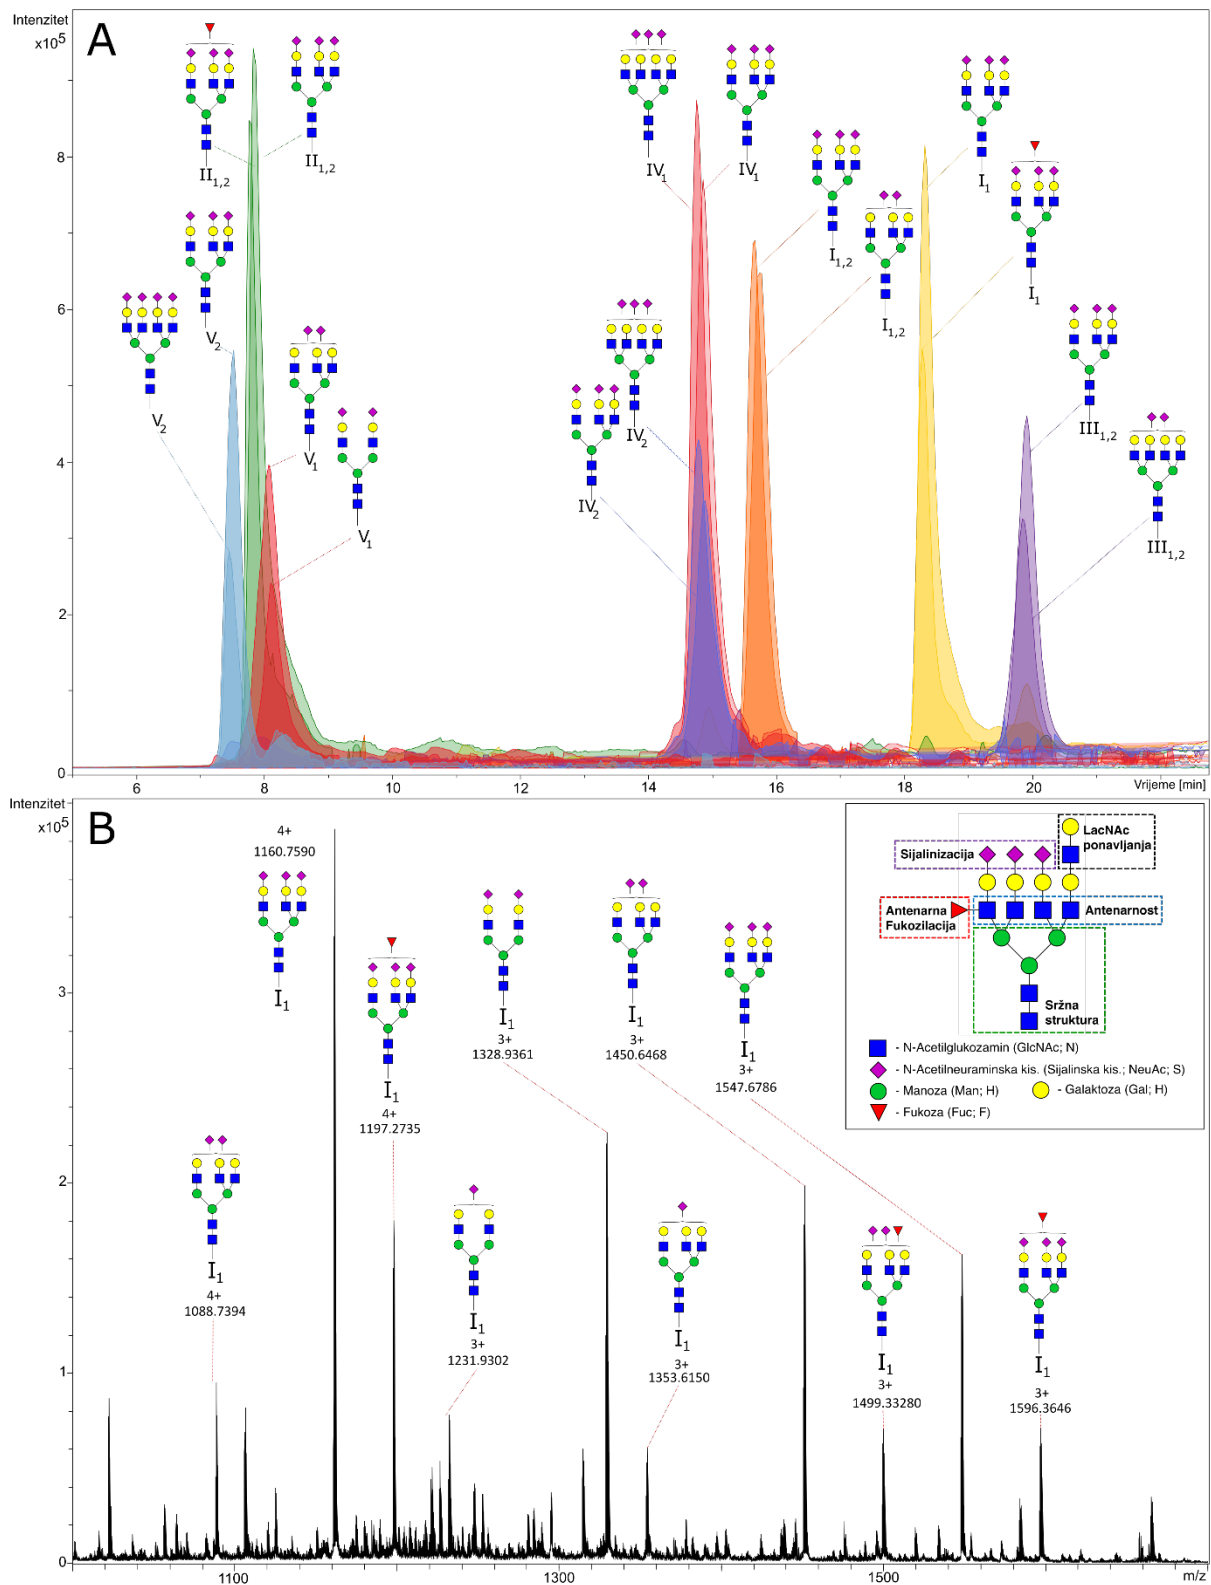 Intenzitet
x10⁵
A
8
6
4
2
0
6
8
10
12
14
16
18
20
Vrijeme [min]
II₁,₂
II₁,₂
V₂
V₂
V₁
V₁
IV₁
IV₁
I₁,₂
I₁,₂
I₁
I₁
IV₂
IV₂
III₁,₂
III₁,₂
Intenzitet
x10⁵
B
3
2
1
0
1100
1300
1500
m/z
4+
1160.7590
I₁
I₁
4+
1197.2735
I₁
3+
1328.9361
I₁
3+
1450.6468
I₁
3+
1547.6786
I₁
4+
1088.7394
I₁
3+
1231.9302
I₁
3+
1353.6150
I₁
3+
1499.33280
I₁
3+
1596.3646
Sijalinizacija
LacNAc
ponavljanja
Antenarna
Fukozilacija
Antenarnost
Sržna
struktura
- N-Acetilglukozamin (GlcNAc; N)
- N-Acetilneuraminska kis. (Sijalinska kis.; NeuAc; S)
- Manoza (Man; H)
- Galaktoza (Gal; H)
- Fukoza (Fuc; F)